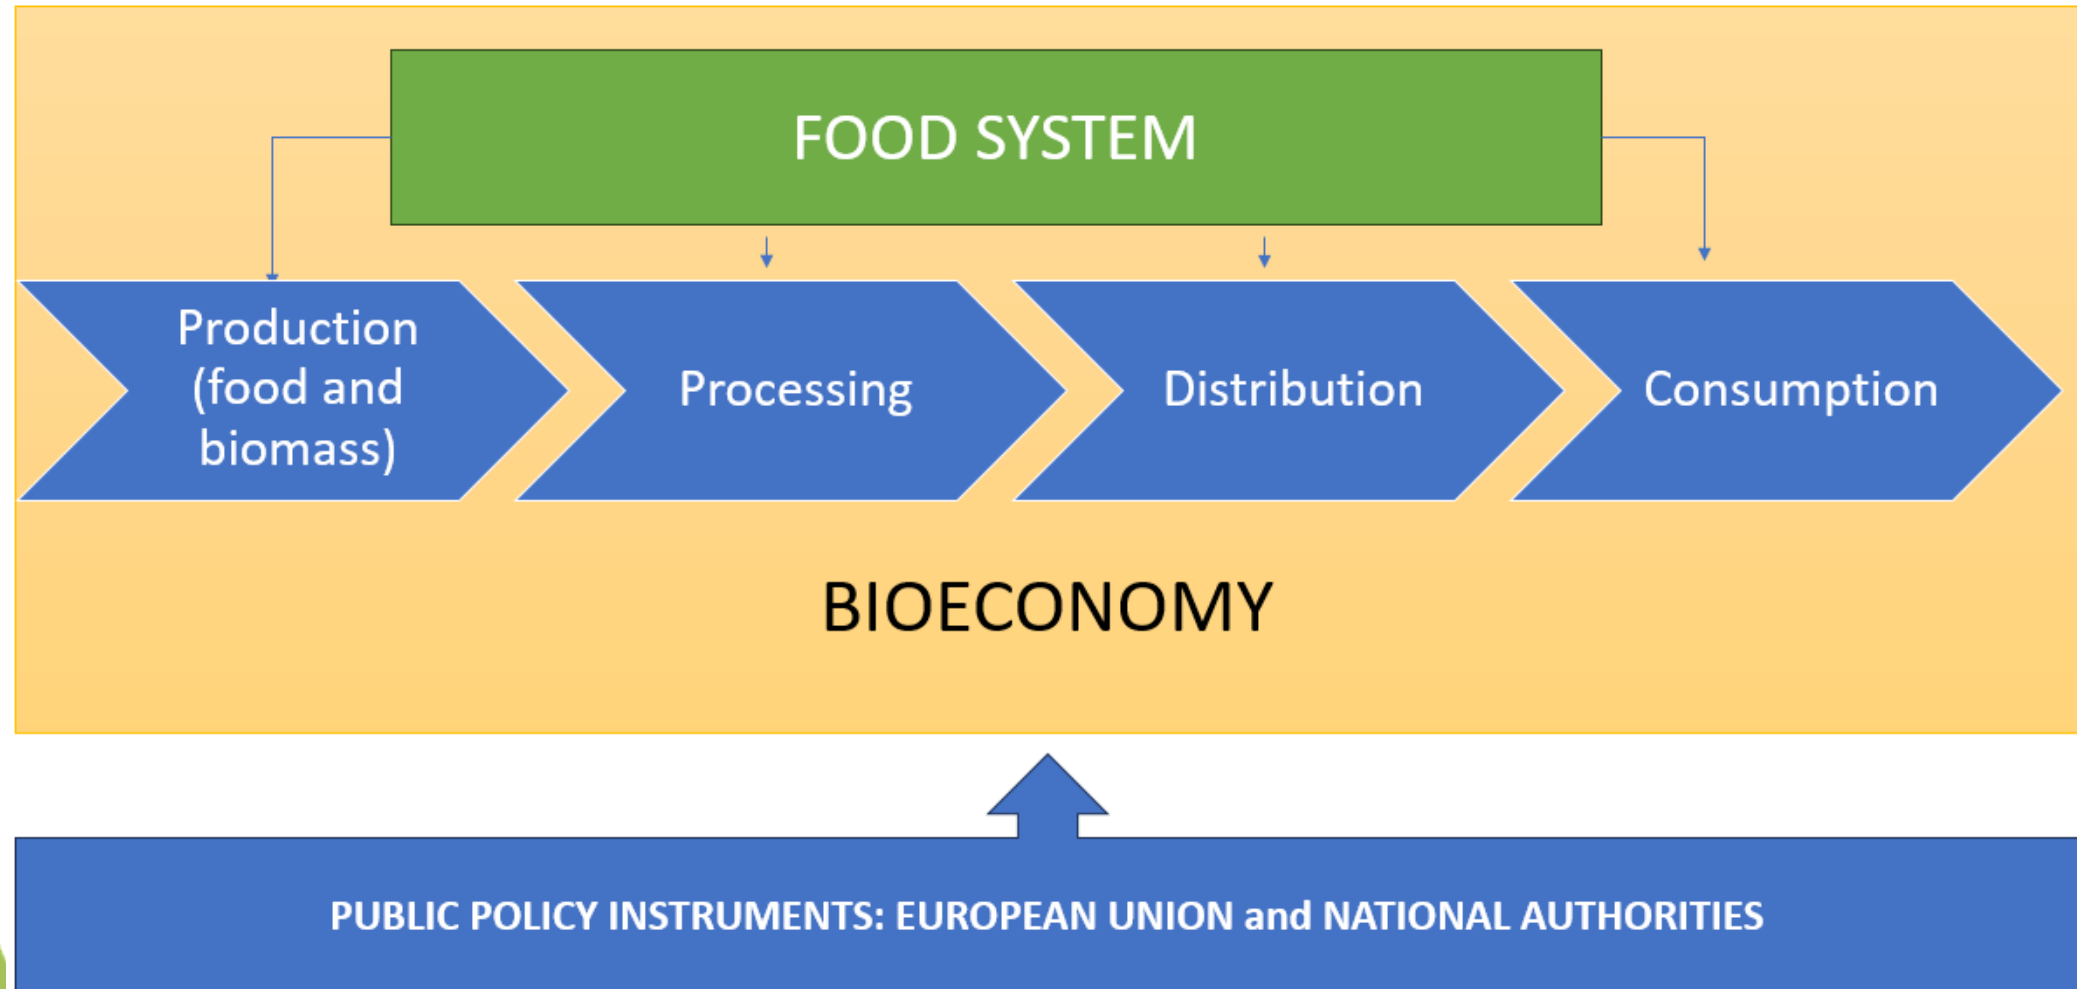 FOOD SYSTEM
Production
(food and
biomass)
Processing
Distribution
Consumption
BIOECONOMY
PUBLIC POLICY INSTRUMENTS: EUROPEAN UNION and NATIONAL AUTHORITIES